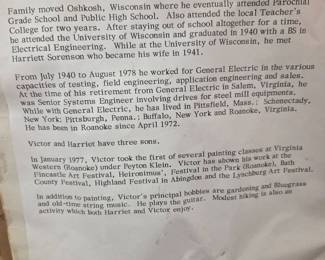 Family moved Oshkosh, Wisconsin where he eventually attended Parochial
Grade School and Public High School. Also attended the local Teacher's
College for two years. After staying out of school altogether for a time,
he attended the University of Wisconsin and graduated in 1940 with a BS in
Electrical Engineering. While at the University of Wisconsin, he met
Harriett Sorenson who became his wife in 1941.
From July 1940 to August 1978 he worked for General Electric in the various
capacities of testing, field engineering, application engineering and sales.
At the time of his retirement from General Electric in Salem, Virginia, he
was Senior Systems Engineer involving drives for steel mill equipments.
While with General Electric, he has lived in Pittsfield, Mass.; Schenectady,
New York; Pittsburgh, Penna.; Buffalo, New York and Roanoke, Virginia.
He has been in Roanoke since April 1972.
Victor and Harriet have three sons.
In January 1977, Victor took the first of several painting classes at Virginia
Western (Roanoke) under Peyton Klein. Victor has shown his work at the
Fincastle Art Festival, Heironimus', Festival in the Park (Roanoke), Bath
County Festival, Highland Festival in Abingdon and the Lynchburg Art Festival.
In addition to painting, Victor's principal hobbies are gardening and Bluegrass
and old-time string music. He plays the guitar. Modest hiking is also an
activity which both Harriet and Victor enjoy.